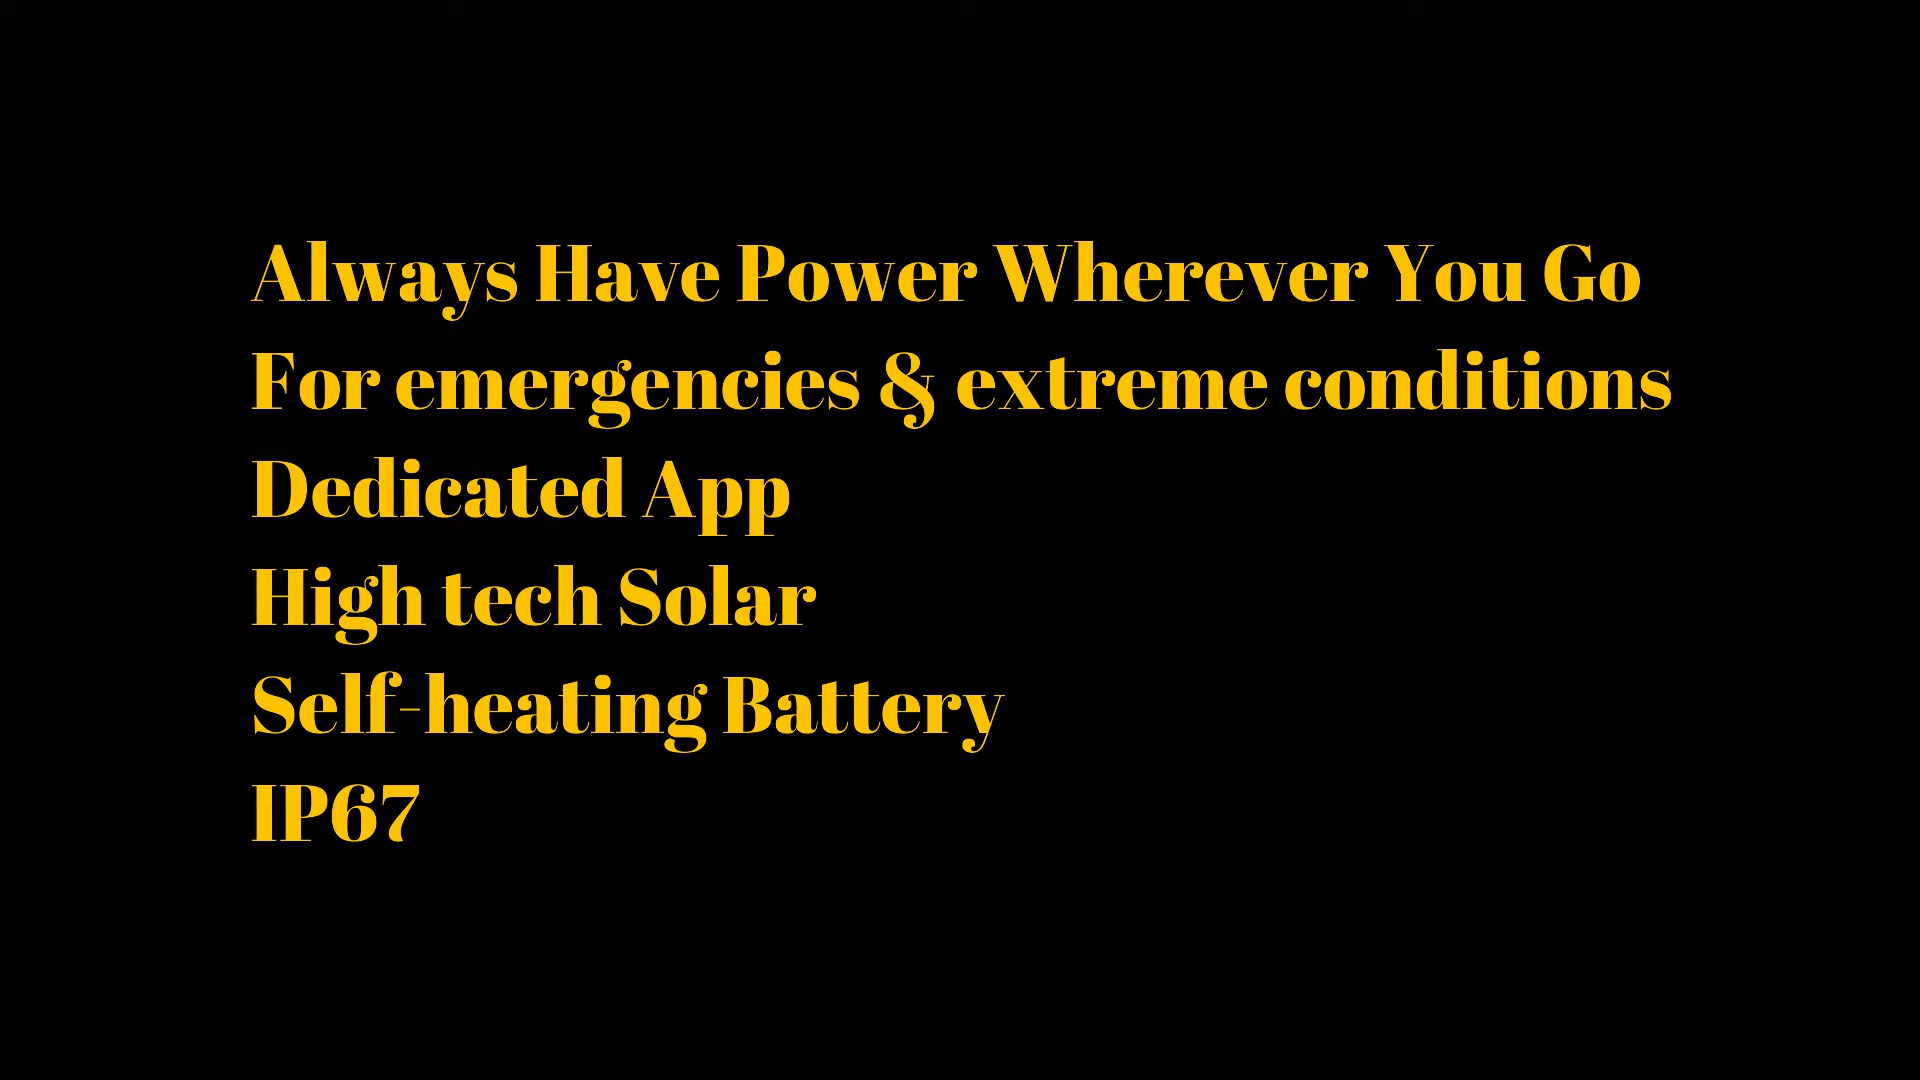 Always Have Power Wherever You Go
For emergencies & extreme conditions
Dedicated App
High tech Solar
Self-heating Battery
IP67